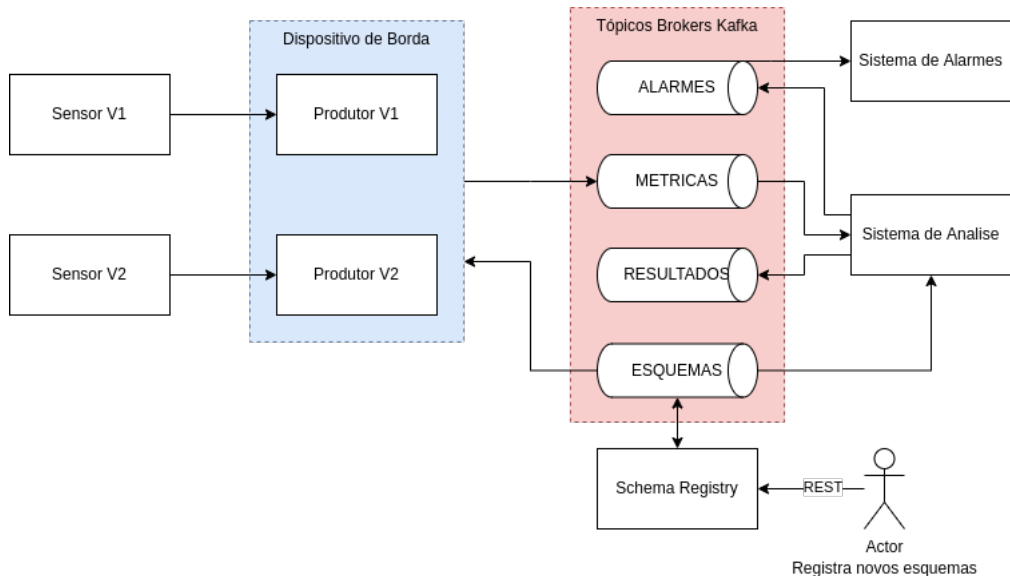 Dispositivo de Borda
Tópicos Brokers Kafka
Sensor V1
Produtor V1
ALARMES
Sistema de Alarmes
METRICAS
Sensor V2
Produtor V2
RESULTADOS
Sistema de Analise
ESQUEMAS
Schema Registry
REST
Actor
Registra novos esquemas